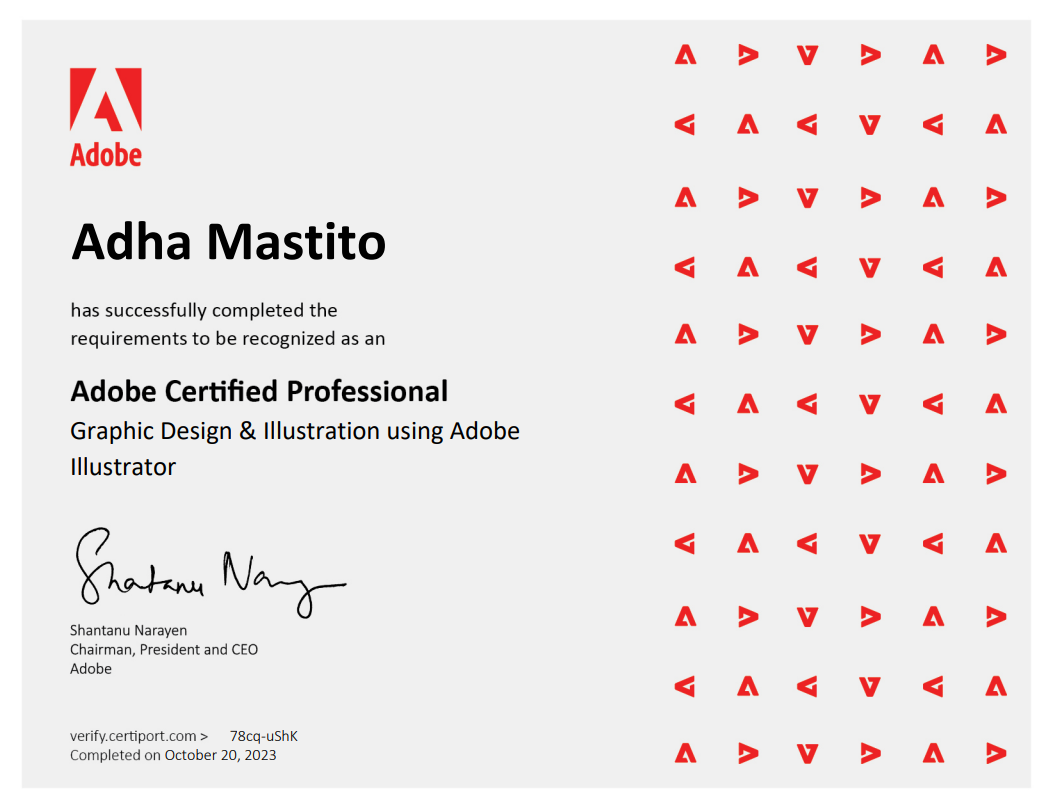 Adobe
Adha Mastito
has successfully completed the
requirements to be recognized as an
Adobe Certified Professional
Graphic Design & Illustration using Adobe
Illustrator
Shantanu Narayen
Chairman, President and CEO
Adobe
verify.certiport.com > 78cq-uShK
Completed on October 20, 2023